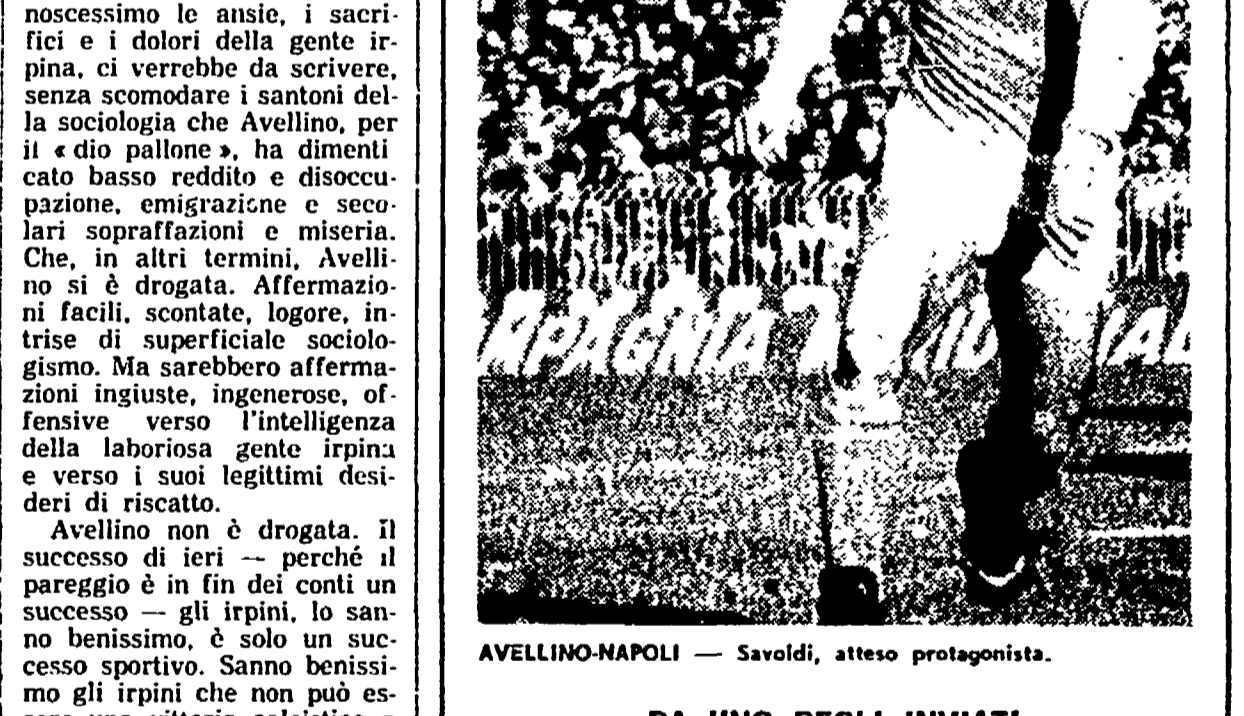 noscessimo le ansie, i sacri-
fici e i dolori della gente ir-
pina, ci verrebbe da scrivere,
senza scomodare i santoni del-
la sociologia che Avellino, per
il « dio pallone », ha dimenti
cato basso reddito e disoccu-
pazione, emigrazione e seco-
lari sopraffazioni e miseria.
Che, in altri termini, Avelli-
no si è drogata. Affermazio-
ni facili, scontate, logore, in-
trise di superficiale sociolo-
gismo. Ma sarebbero afferma-
zioni ingiuste, ingenerose, of-
fensive verso l'intelligenza
della laboriosa gente irpina
e verso i suoi legittimi desi-
deri di riscatto.
Avellino non è drogata. Il
successo di ieri — perché il
pareggio è in fin dei conti un
successo — gli irpini, lo san-
no benissimo, è solo un suc-
cesso sportivo. Sanno benissi-
mo gli irpini che non può es-
MPAGNIA
AVELLINO-NAPOLI — Savoldi, atteso protagonista.
DA UNO DEGLI INVIATI